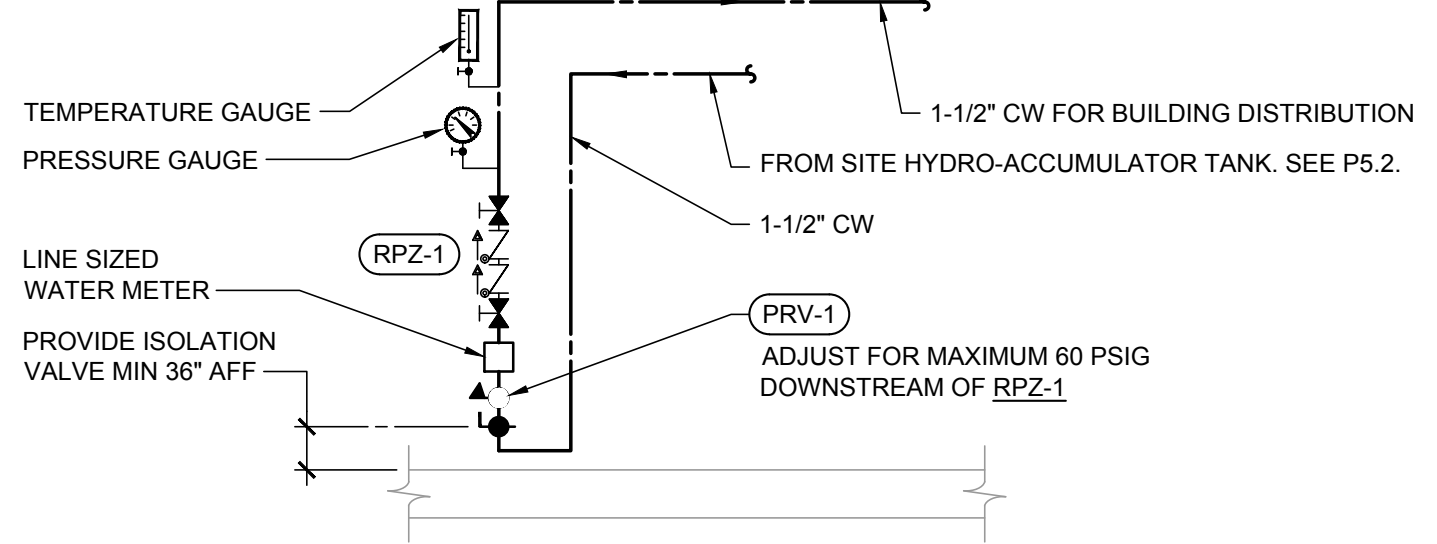 TEMPERATURE GAUGE
PRESSURE GAUGE
1-1/2" CW FOR BUILDING DISTRIBUTION
FROM SITE HYDRO-ACCUMULATOR TANK. SEE P5.2.
1-1/2" CW
RPZ-1
LINE SIZED
WATER METER
PROVIDE ISOLATION
VALVE MIN 36" AFF
PRV-1
ADJUST FOR MAXIMUM 60 PSIG
DOWNSTREAM OF RPZ-1